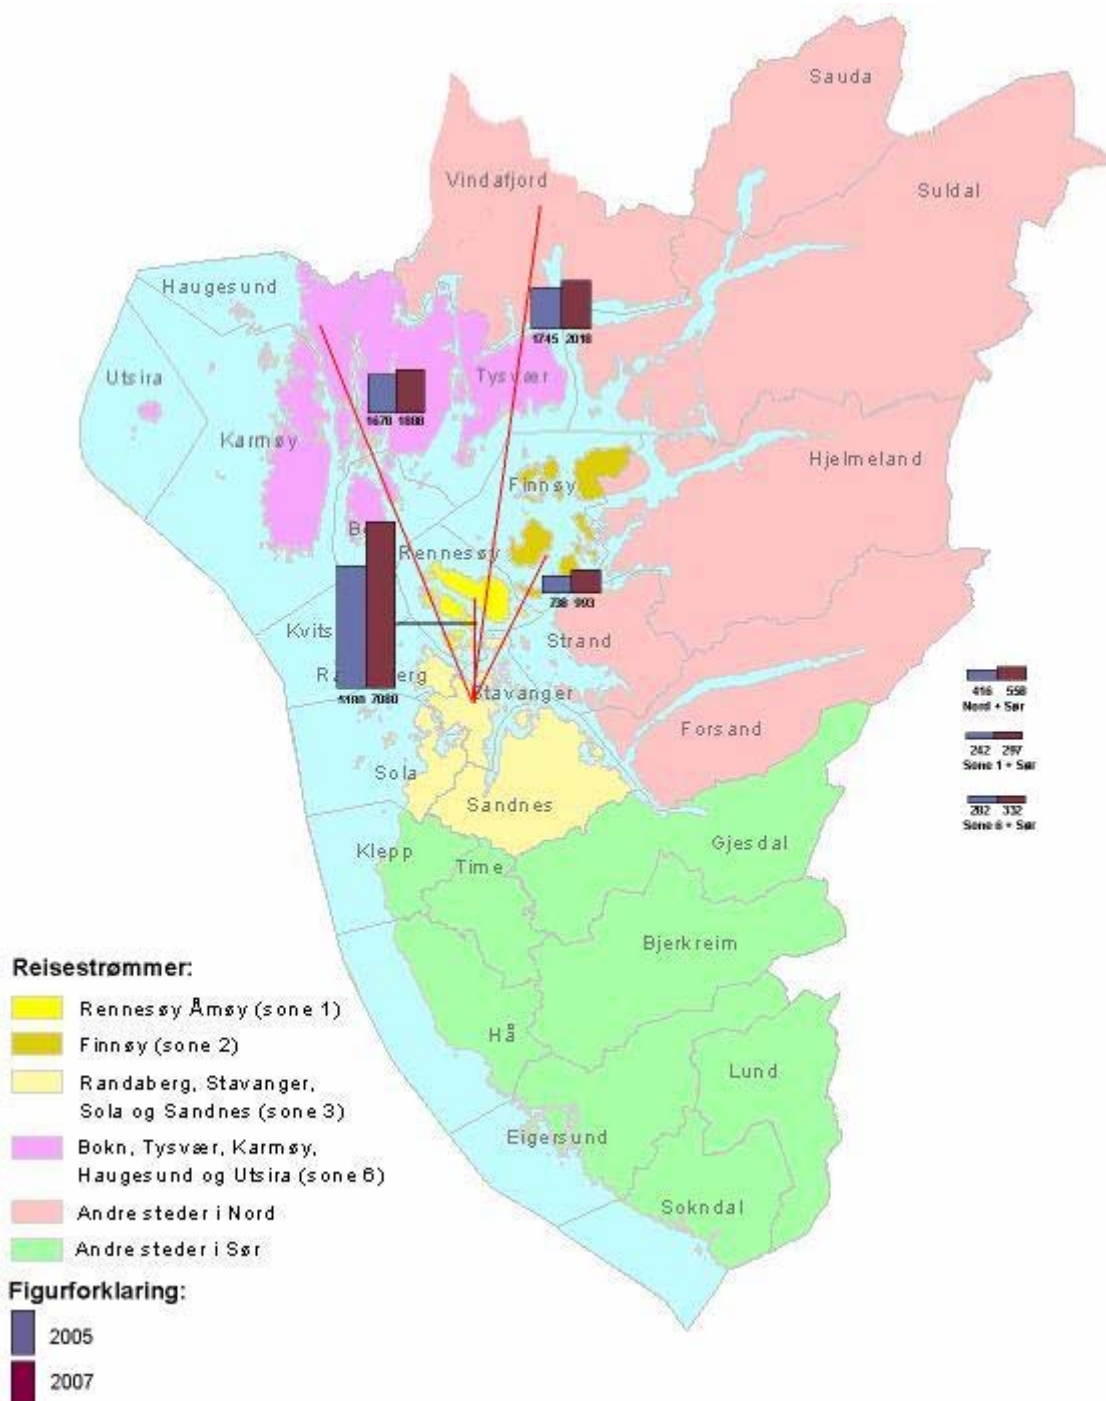 Sauda
Vindafjord
Suldal
Haugesund
1745 2018
Utsira
Tysvær
1678 1888
Karmøy
Hjelmeland
Finnøy
Rennesøy
738 993
Kvits
Strand
Stavanger
7080
416 558
Nord + Sør
Forsand
242 297
Sone 1 + Sør
Sola
Sandnes
282 332
Sone 6 + Sør
Klepp
Time
Gjesdal
Bjerkreim
Hå
Lund
Eigersund
Sokndal
Reisestrømmer:
Rennesøy Åmøy (sone 1)
Finnøy (sone 2)
Randaberg, Stavanger,
Sola og Sandnes (sone 3)
Bokn, Tysvær, Karmøy,
Haugesund og Utsira (sone 6)
Andre steder i Nord
Andre steder i Sør
Figurforklaring:
2005
2007